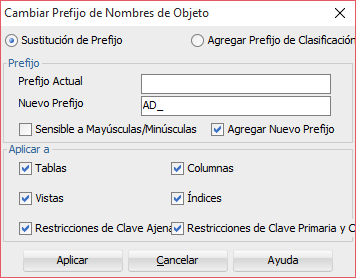 Cambiar Prefijo de Nombres de Objeto
Sustitución de Prefijo Agregar Prefijo de Clasificación
Prefijo
Prefijo Actual
Nuevo Prefijo AD_
Sensible a Mayúsculas/Minúsculas Agregar Nuevo Prefijo
Aplicar a
Tablas Columnas
Vistas Índices
Restricciones de Clave Ajena Restricciones de Clave Primaria y
Aplicar Cancelar Ayuda